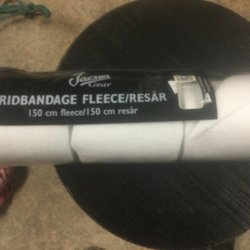 Jacson
Gear
RIDBANDAGE FLEECE/RESÅR
150 cm fleece/150 cm resår